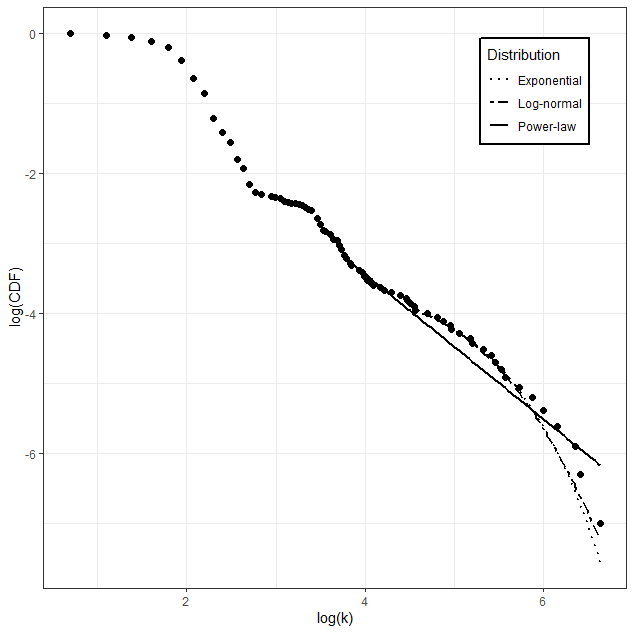 Distribution
Exponential
Log-normal
Power-law
0
-2
-4
-6
log(CDF)
2
4
6
log(k)